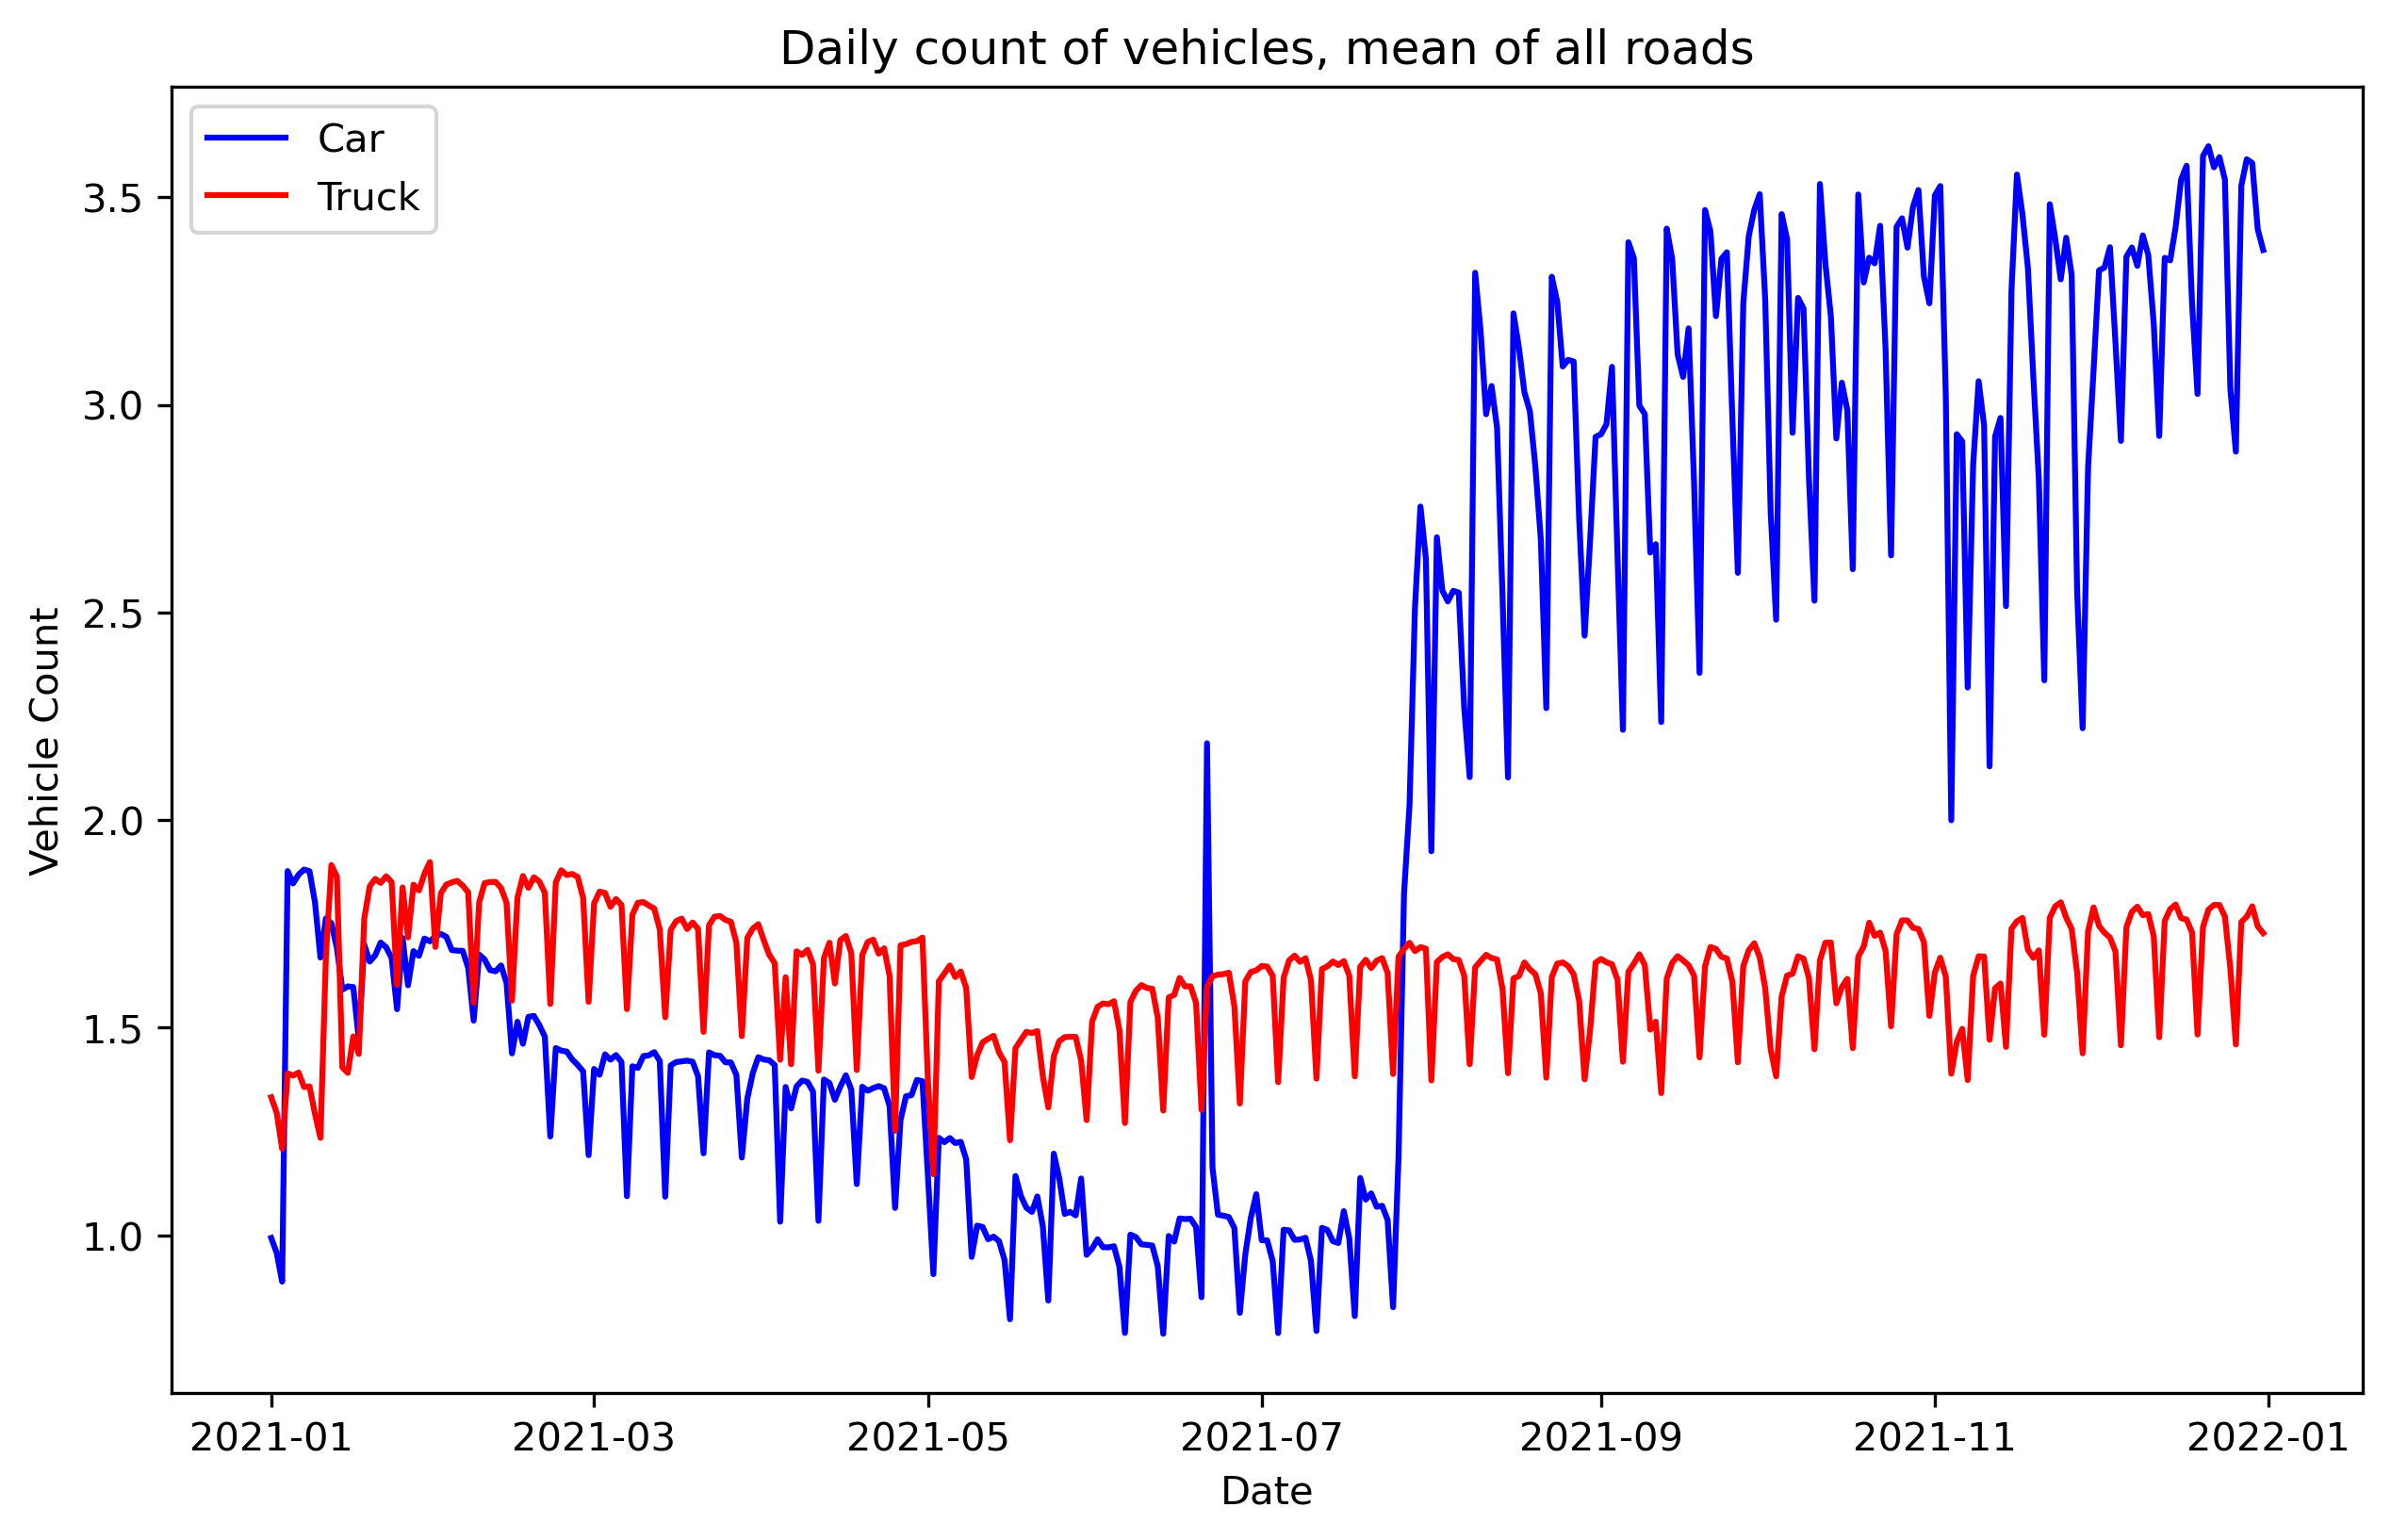 Daily count of vehicles, mean of all roads
Car
Truck
3.5
3.0
2.5
2.0
1.5
1.0
Vehicle Count
2021-01 2021-03 2021-05 2021-07 2021-09 2021-11 2022-01
Date